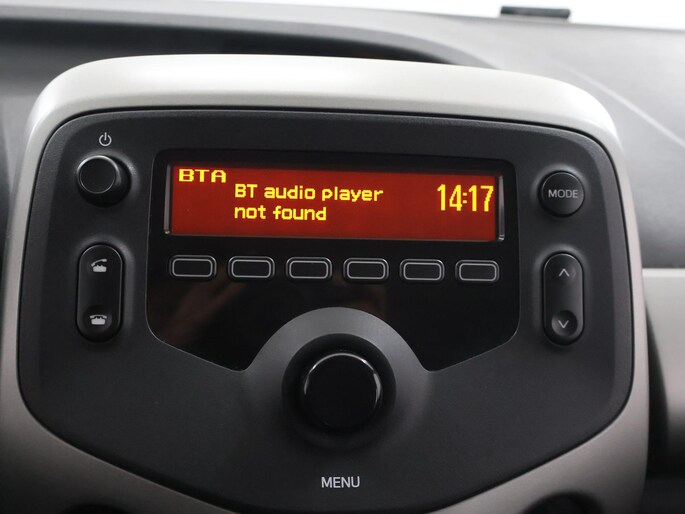 BTA
BT audio player
not found
14:17
MODE
MENU